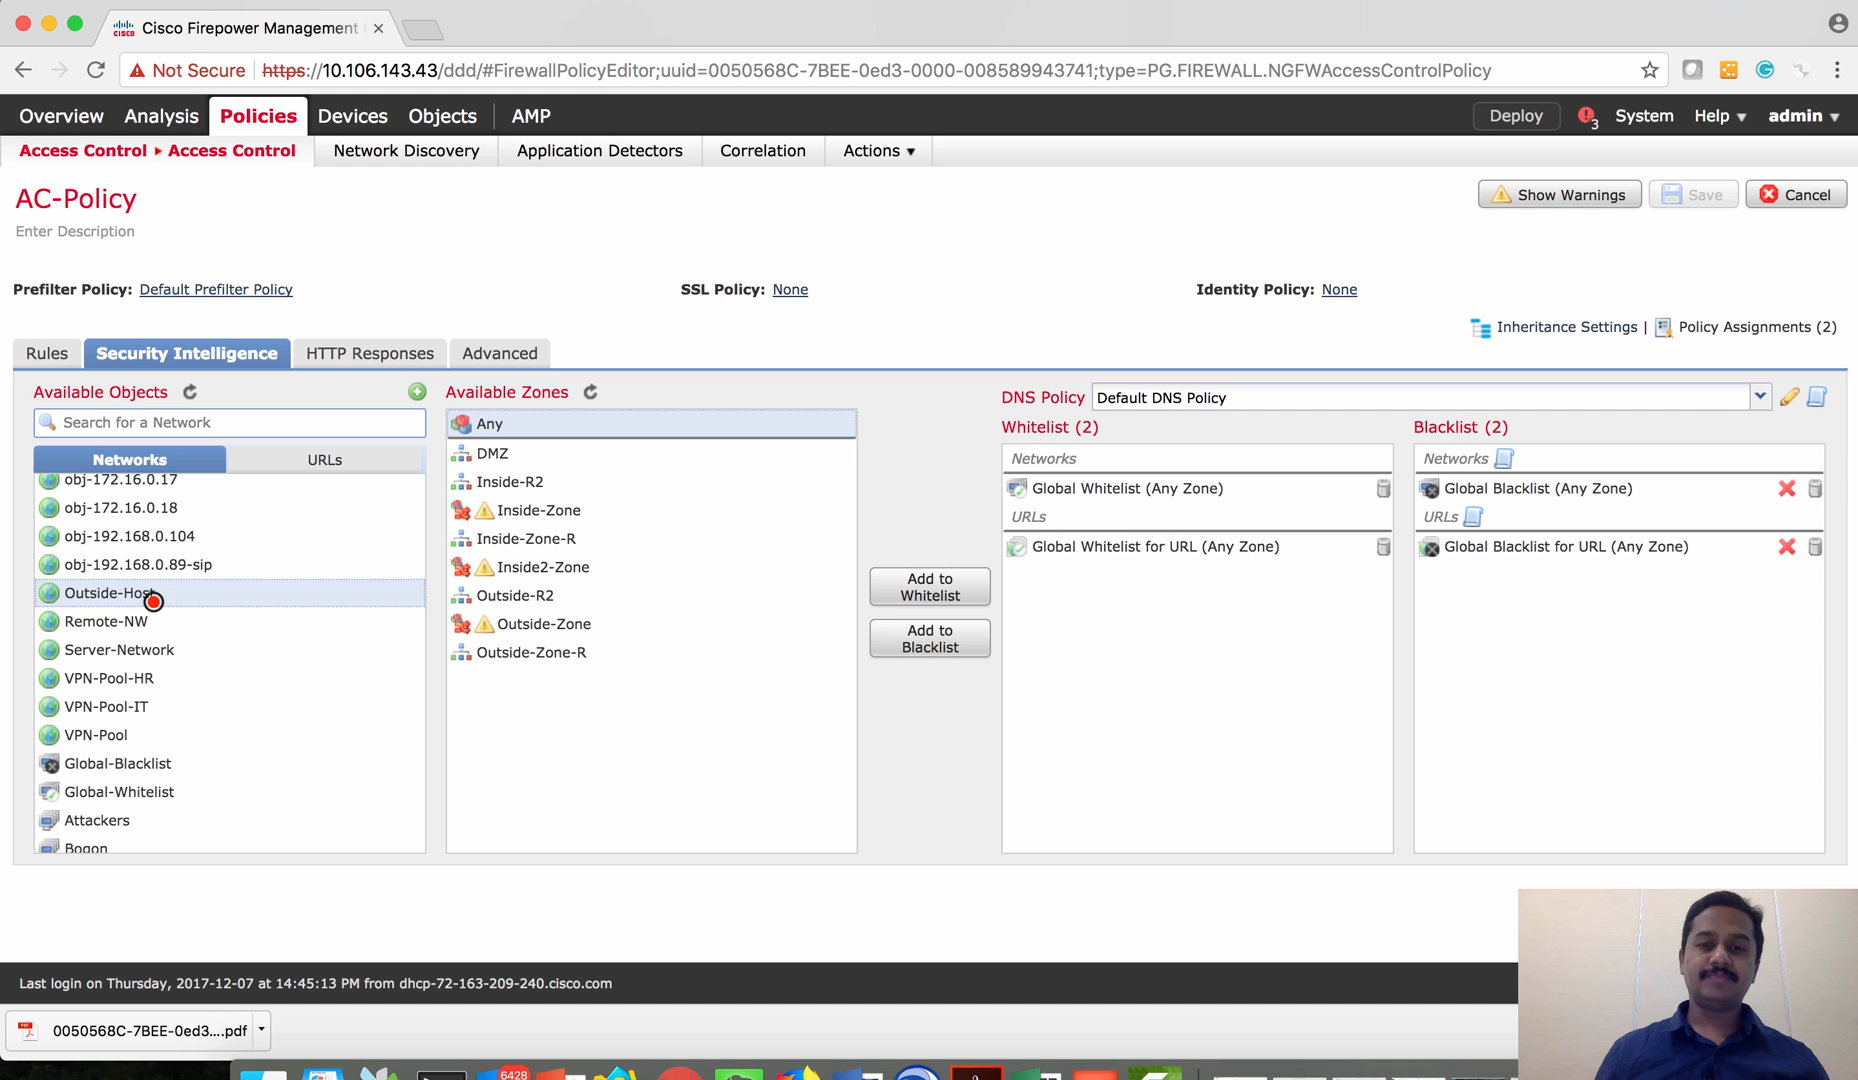 Cisco Firepower Management
Not Secure https://10.106.143.43/ddd/#FirewallPolicyEditor;uuid=0050568C-7BEE-0ed3-0000-008589943741;type=PG.FIREWALL.NGFWAccessControlPolicy
Overview Analysis Policies Devices Objects AMP Deploy 3 System Help admin
Access Control Access Control Network Discovery Application Detectors Correlation Actions
AC-Policy Show Warnings Save Cancel
Enter Description
Prefilter Policy: Default Prefilter Policy SSL Policy: None Identity Policy: None
Inheritance Settings | Policy Assignments (2)
Rules Security Intelligence HTTP Responses Advanced
Available Objects
Search for a Network
Networks URLs
obj-172.16.0.17
obj-172.16.0.18
obj-192.168.0.104
obj-192.168.0.89-sip
Outside-Host
Remote-NW
Server-Network
VPN-Pool-HR
VPN-Pool-IT
VPN-Pool
Global-Blacklist
Global-Whitelist
Attackers
Bogon
Available Zones
Any
DMZ
Inside-R2
Inside-Zone
Inside-Zone-R
Inside2-Zone
Outside-R2
Outside-Zone
Outside-Zone-R
Add to
Whitelist
Add to
Blacklist
DNS Policy Default DNS Policy
Whitelist (2)
Networks
Global Whitelist (Any Zone)
URLs
Global Whitelist for URL (Any Zone)
Blacklist (2)
Networks
Global Blacklist (Any Zone)
URLs
Global Blacklist for URL (Any Zone)
Last login on Thursday, 2017-12-07 at 14:45:13 PM from dhcp-72-163-209-240.cisco.com
0050568C-7BEE-0ed3....pdf
6428